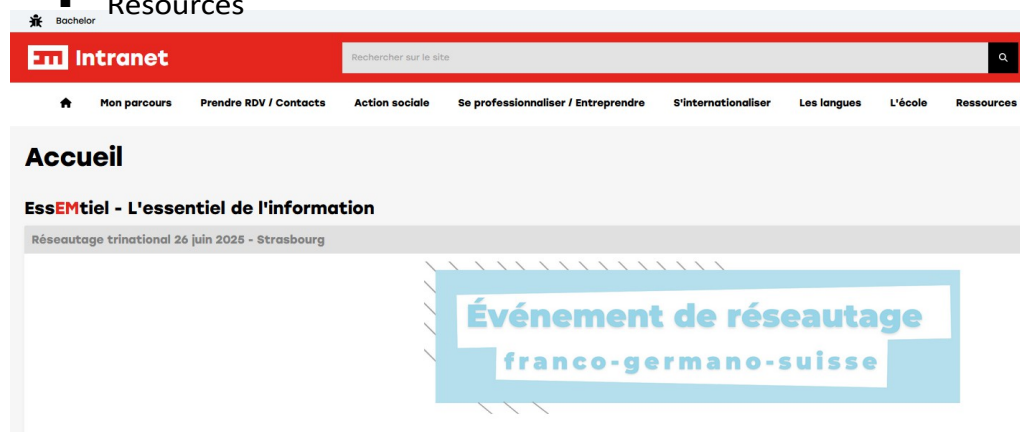 ▪ Resources
Bachelor
EM Intranet
Rechercher sur le site
Mon parcours Prendre RDV / Contacts Action sociale Se professionnaliser / Entreprendre S'internationaliser Les langues L'école Ressources
Accueil
EssEMtiel - L'essentiel de l'information
Réseautage trinational 26 juin 2025 - Strasbourg
Événement de réseautage
franco-germano-suisse